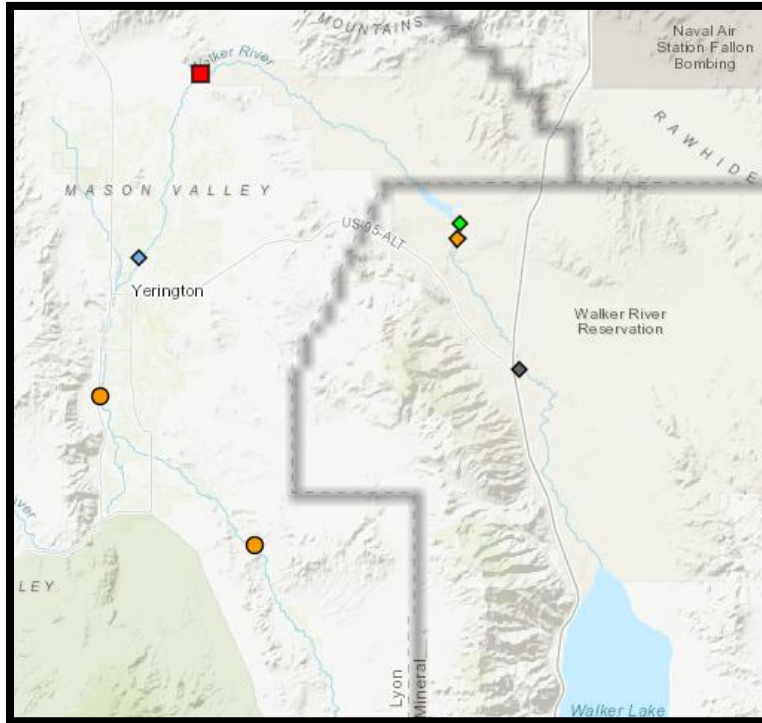 MOUNTAINS
Naval Air
Station Fallon
Bombing
Walker River
RAWHIDE
MASON VALLEY
US-95-ALT
Yerington
Walker River
Reservation
LEY
Lyon
Mineral
Walker Lake